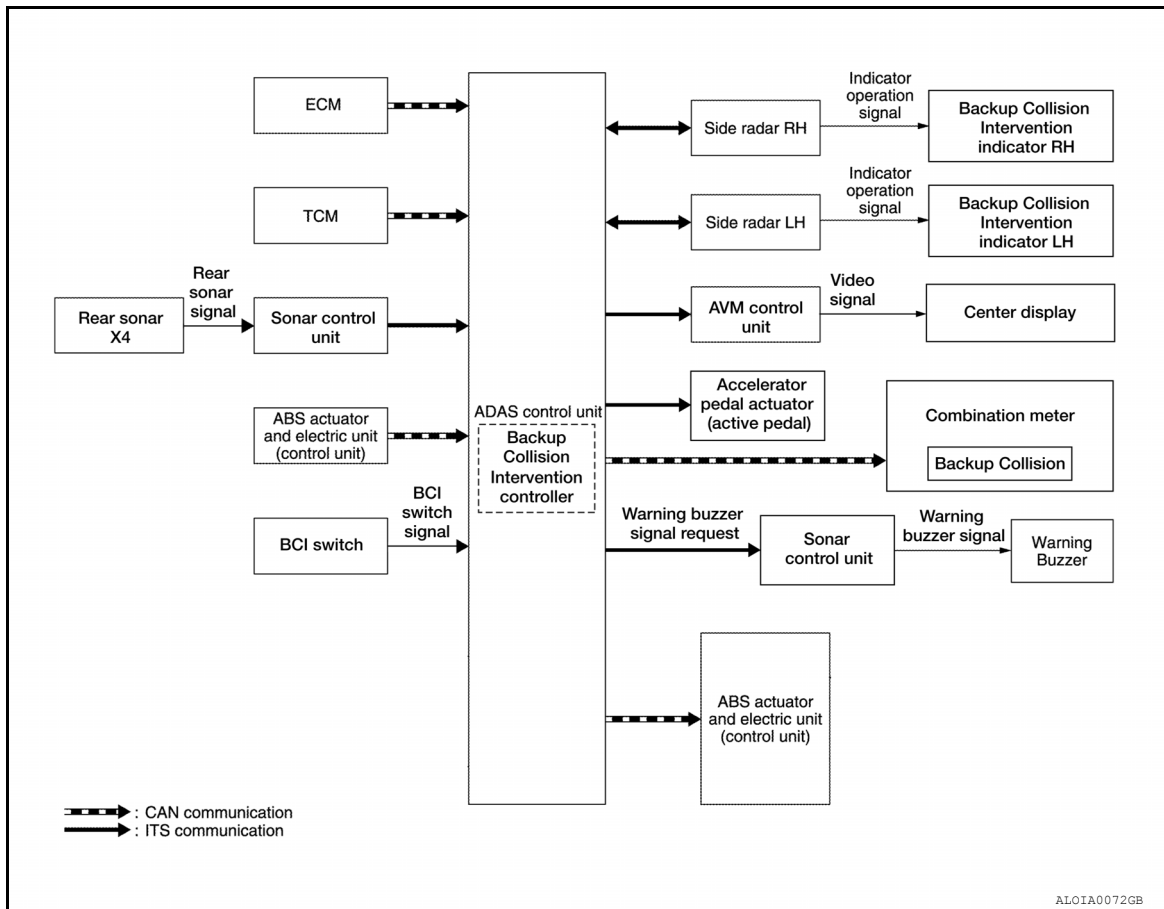 ECM
TCM
Rear
sonar
signal
Rear sonar
X4
Sonar control
unit
ABS actuator
and electric unit
(control unit)
BCI
switch
signal
BCI switch
ADAS control unit
Backup
Collision
Intervention
controller
Side radar RH
Indicator
operation
signal
Backup Collision
Intervention
indicator RH
Side radar LH
Indicator
operation
signal
Backup Collision
Intervention
indicator LH
AVM control
unit
Video
signal
Center display
Accelerator
pedal actuator
(active pedal)
Combination meter
Backup Collision
Warning buzzer
signal request
Sonar
control unit
Warning
buzzer signal
Warning
Buzzer
ABS actuator
and electric unit
(control unit)
: CAN communication
: ITS communication
ALOIA0072GB